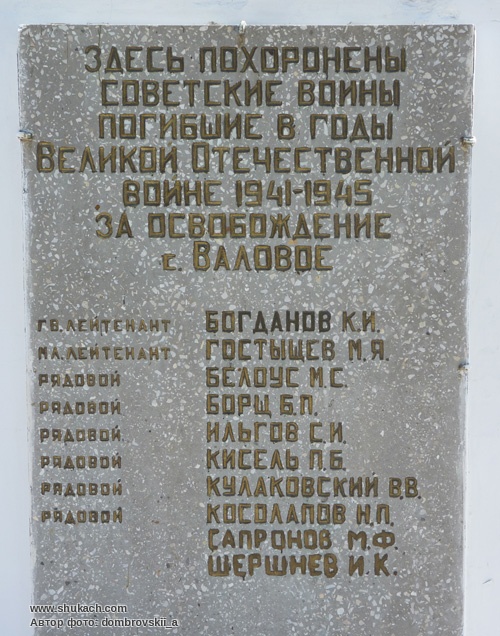 ЗДЕСЬ ПОХОРОНЕНЫ
СОВЕТСКИЕ ВОИНЫ
ПОГИБШИЕ В ГОДЫ
ВЕЛИКОЙ ОТЕЧЕСТВЕННОЙ
ВОЙНЕ 1941-1945
ЗА ОСВОБОЖДЕНИЕ
с. ВАЛОВОЕ
ГВ. ЛЕЙТЕНАНТ БОГДАНОВ К.И.
МЛ. ЛЕЙТЕНАНТ ГОСТЫЩЕВ М.Я.
РЯДОВОЙ БЕЛОУС И.С.
РЯДОВОЙ БОРЩ Б.П.
РЯДОВОЙ ИЛЬГОВ С.И.
РЯДОВОЙ КИСЕЛЬ П.Б.
РЯДОВОЙ КУЛАКОВСКИЙ В.В.
РЯДОВОЙ КОСОЛАПОВ Н.П.
САПРОНОВ М.Ф.
ШЕРШНЕВ И.К.
www.shukach.com
Автор фото: dombrovskii_a